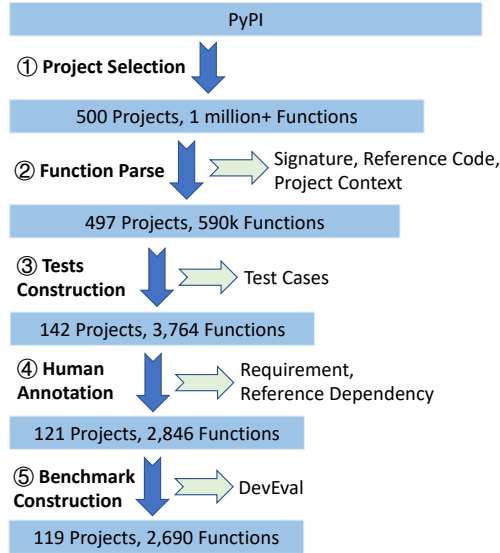 PyPI
① Project Selection
500 Projects, 1 million+ Functions
② Function Parse
Signature, Reference Code,
Project Context
497 Projects, 590k Functions
③ Tests
Construction
Test Cases
142 Projects, 3,764 Functions
④ Human
Annotation
Requirement,
Reference Dependency
121 Projects, 2,846 Functions
⑤ Benchmark
Construction
DevEval
119 Projects, 2,690 Functions